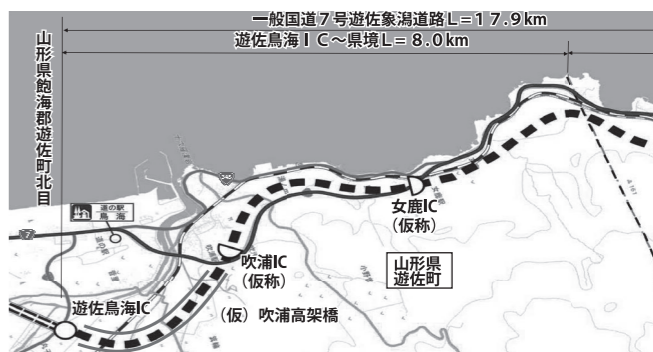 一般国道7号遊佐象潟道路L=17.9km
遊佐鳥海IC～県境L=8.0km
山形県飽海郡遊佐町北目
345
道の駅
鳥海
7
女鹿IC
(仮称)
吹浦IC
(仮称)
山形県
遊佐町
遊佐鳥海IC
(仮)吹浦高架橋